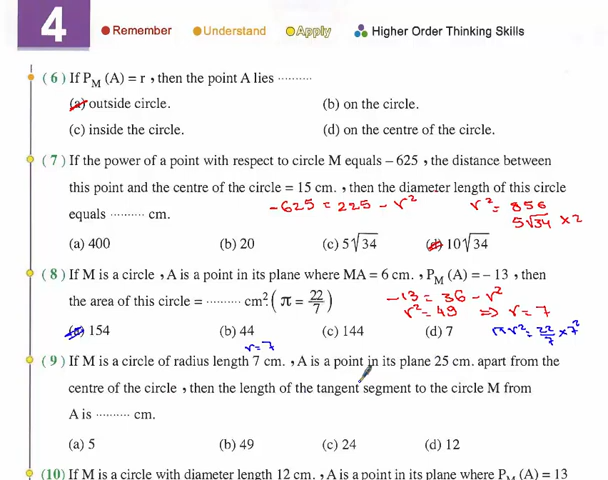 4
Remember Understand Apply Higher Order Thinking Skills
(6) If P_M (A) = r , then the point A lies ..........
(a) outside circle. (b) on the circle.
(c) inside the circle. (d) on the centre of the circle.
(7) If the power of a point with respect to circle M equals – 625 , the distance between
this point and the centre of the circle = 15 cm. , then the diameter length of this circle
equals .......... cm.
-625 = 225 - r² r² = 850
5√34 × 2
(a) 400 (b) 20 (c) 5√34 (d) 10√34
(8) If M is a circle , A is a point in its plane where MA = 6 cm. , P_M (A) = – 13 , then
the area of this circle = .......... cm².(π = 22/7)
-13 = 36 - r²
r² = 49 ⇒ r = 7
(a) 154 (b) 44 (c) 144 (d) 7
πr² = 22/7 × 7²
r = 7
(9) If M is a circle of radius length 7 cm. , A is a point in its plane 25 cm. apart from the
centre of the circle , then the length of the tangent segment to the circle M from
A is .......... cm.
(a) 5 (b) 49 (c) 24 (d) 12
(10) If M is a circle with diameter length 12 cm. , A is a point in its plane where P_M (A) = 13